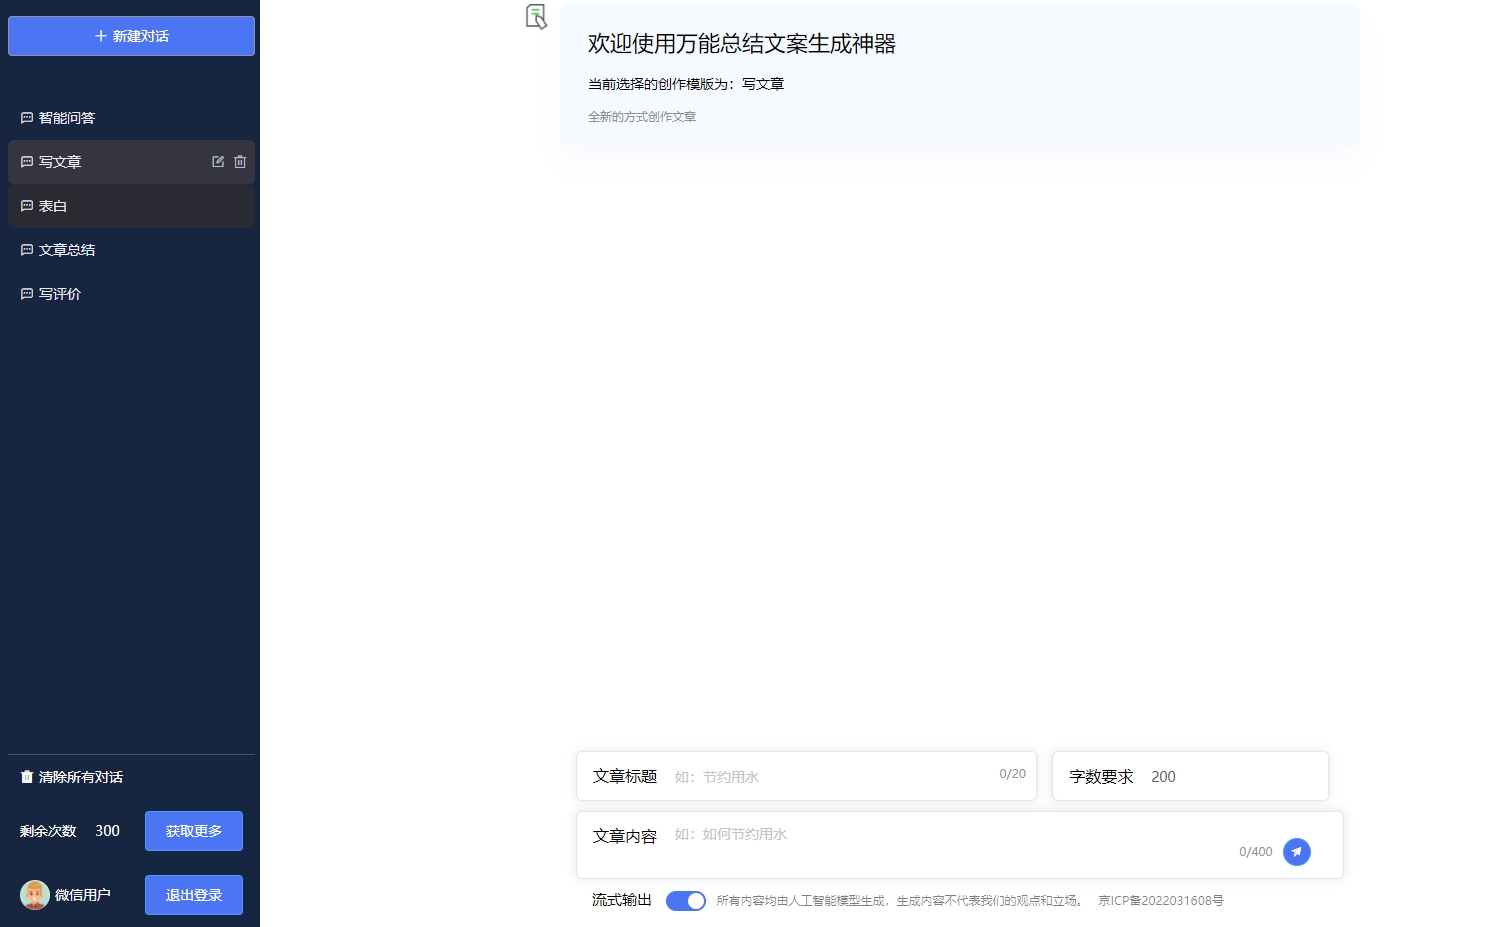 新建对话
智能问答
写文章
表白
文章总结
写评价
清除所有对话
剩余次数 300 获取更多
微信用户 退出登录
欢迎使用万能总结文案生成神器
当前选择的创作模版为：写文章
全新的方式创作文章
文章标题 如：节约用水 0/20 字数要求 200
文章内容 如：如何节约用水 0/400
流式输出 所有内容均由人工智能模型生成，生成内容不代表我们的观点和立场。 京ICP备2022031608号